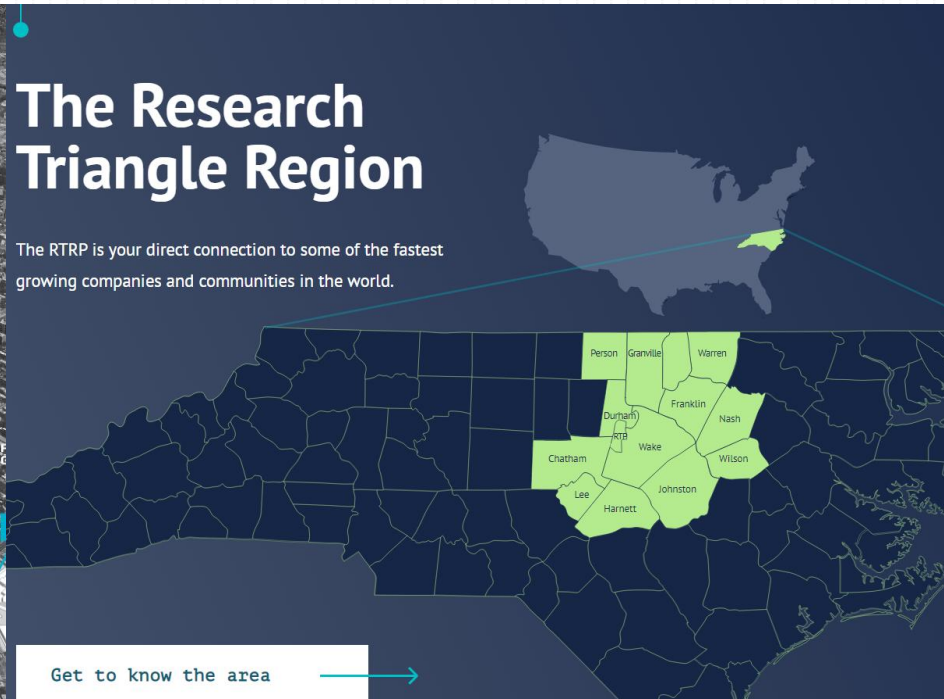 The Research
Triangle Region
The RTRP is your direct connection to some of the fastest
growing companies and communities in the world.
Person
Granville
Warren
Franklin
Durham
Nash
RTP
Wake
Chatham
Wilson
Lee
Johnston
Harnett
Get to know the area